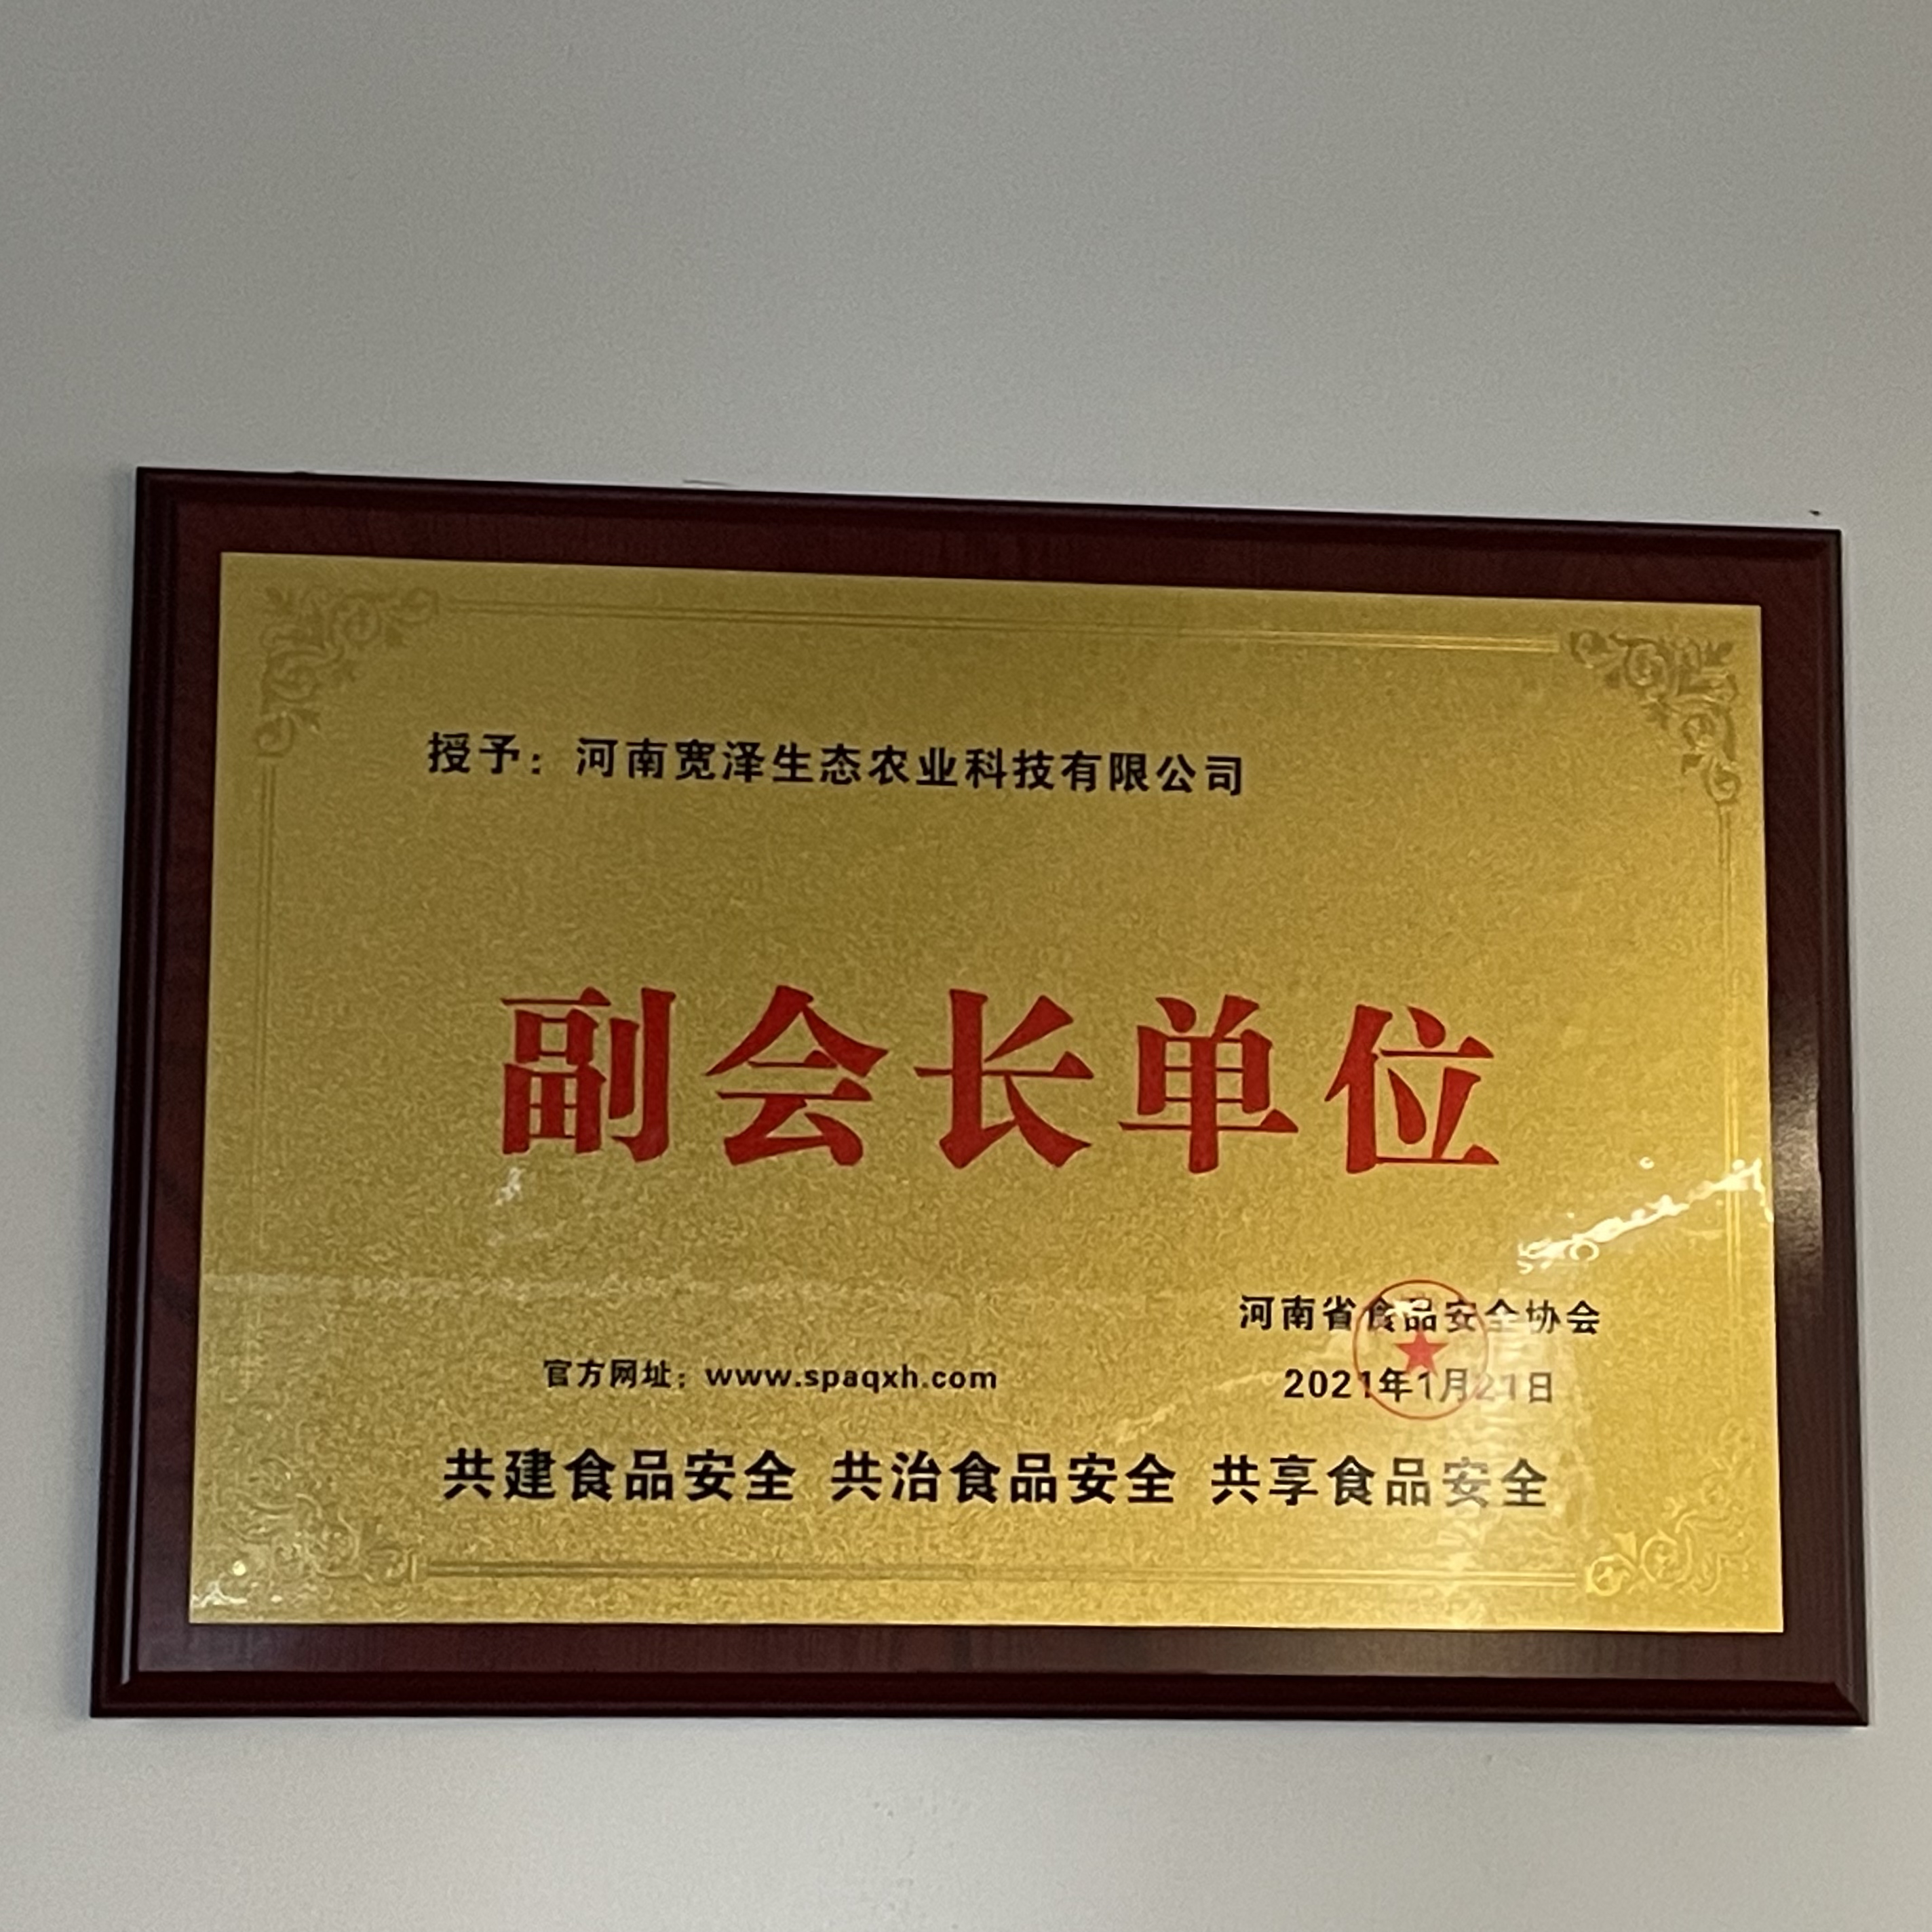 授予：河南宽泽生态农业科技有限公司
副会长单位
河南省食品安全协会
官方网址：www.spaqxh.com
2021年1月21日
共建食品安全 共治食品安全 共享食品安全